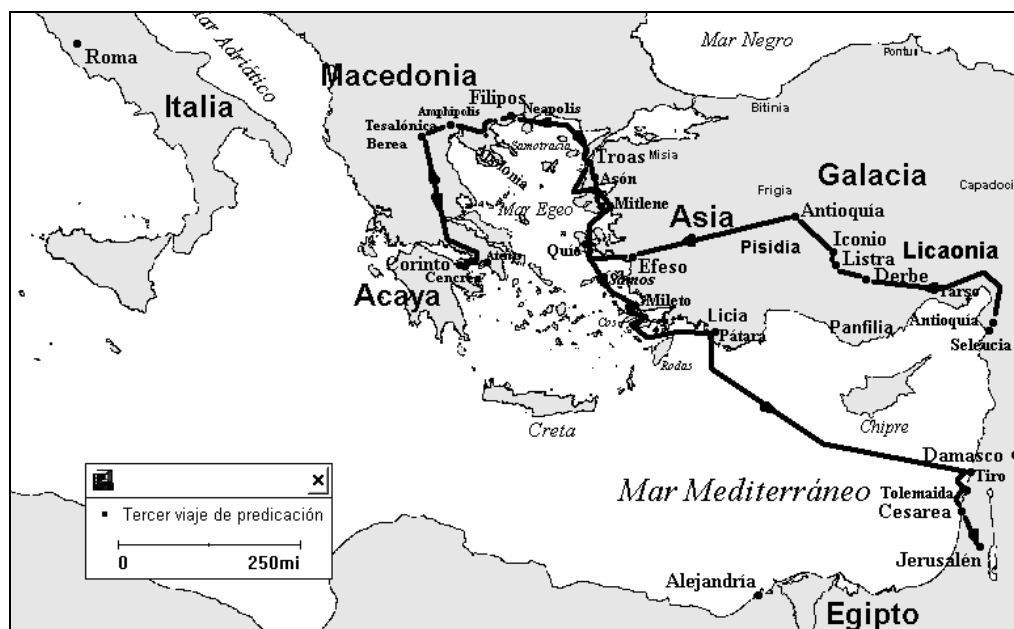 Mar Negro
Pontus
Roma
Mar Adriático
Italia
Macedonia
Filipos
Neapolis
Amphipolis
Tesalónica
Berea
Samotracia
Bitinia
Troas
Misia
Asón
Mitlene
Mar Egeo
Asia
Frigia
Galacia
Capadoci
Antioquía
Pisidia
Iconio
Listra
Licaonia
Derbe
Tarso
Quío
Efeso
Samos
Mileto
Corinto
Atenas
Cencrea
Acaya
Cos
Licia
Pátara
Panfilia
Antioquía
Seleucia
Rodas
Creta
Chipre
Damasco
Tiro
Mar Mediterráneo
Tolemaida
Cesarea
Jerusalén
Alejandría
Egipto
Tercer viaje de predicación
0 250mi